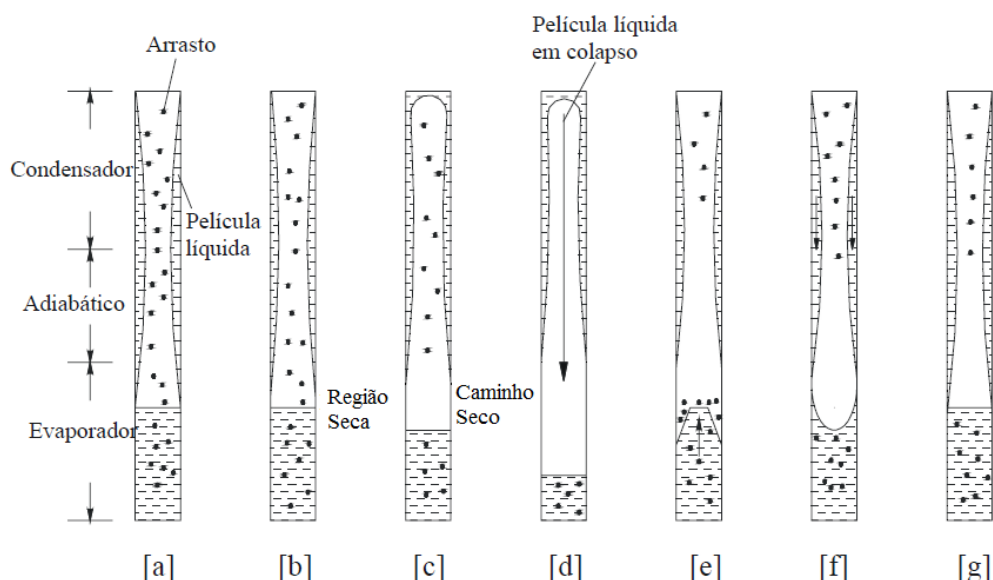 Arrasto
Película líquida
em colapso
Condensador
Película
líquida
Adiabático
Evaporador
Região
Seca
Caminho
Seco
[a]
[b]
[c]
[d]
[e]
[f]
[g]